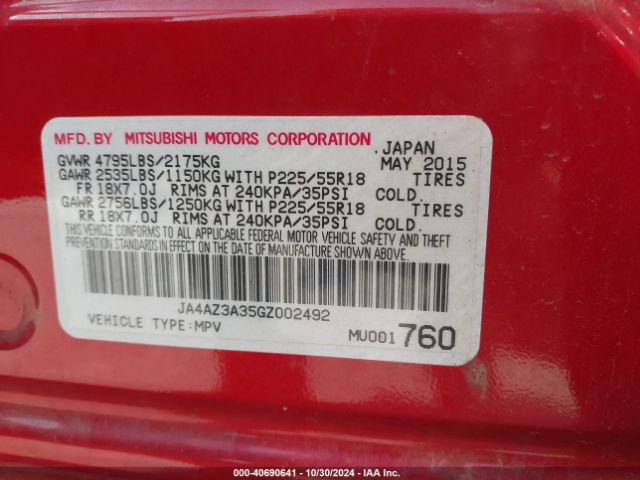 MFD. BY MITSUBISHI MOTORS CORPORATION, JAPAN
GVWR 4795LBS/2175KG MAY 2015
GAWR 2535LBS/1150KG WITH P225/55R18 TIRES
FR 18X7.0J RIMS AT 240KPA/35PSI COLD.
GAWR 2756LBS/1250KG WITH P225/55R18 TIRES
RR 18X7.0J RIMS AT 240KPA/35PSI COLD.
THIS VEHICLE CONFORMS TO ALL APPLICABLE FEDERAL MOTOR VEHICLE SAFETY AND THEFT
PREVENTION STANDARDS IN EFFECT ON THE DATE OF MANUFACTURE SHOWN ABOVE.
JA4AZ3A35GZ002492
VEHICLE TYPE:MPV MU001 760
000-40690641 - 10/30/2024 - IAA Inc.